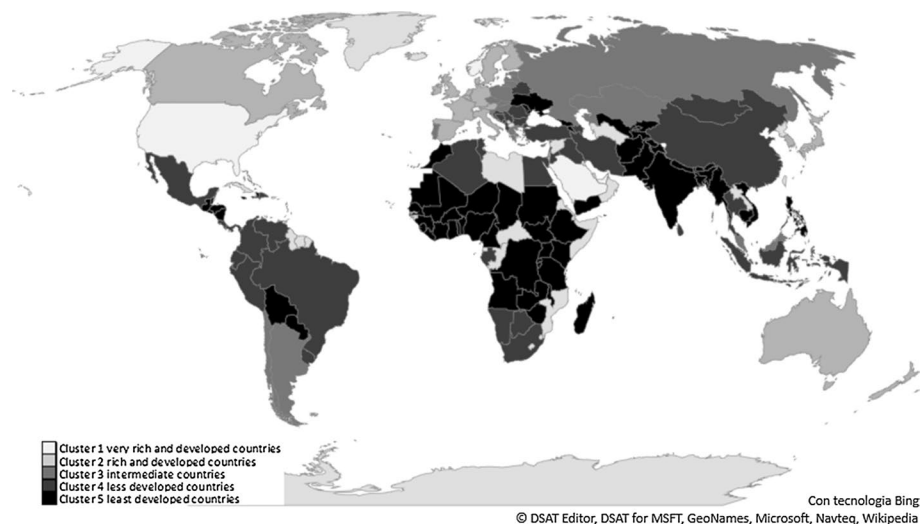 Cluster 1 very rich and developed countries
Cluster 2 rich and developed countries
Cluster 3 intermediate countries
Cluster 4 less developed countries
Cluster 5 least developed countries
Con tecnologia Bing
© DSAT Editor, DSAT for MSFT, GeoNames, Microsoft, Navteq, Wikipedia